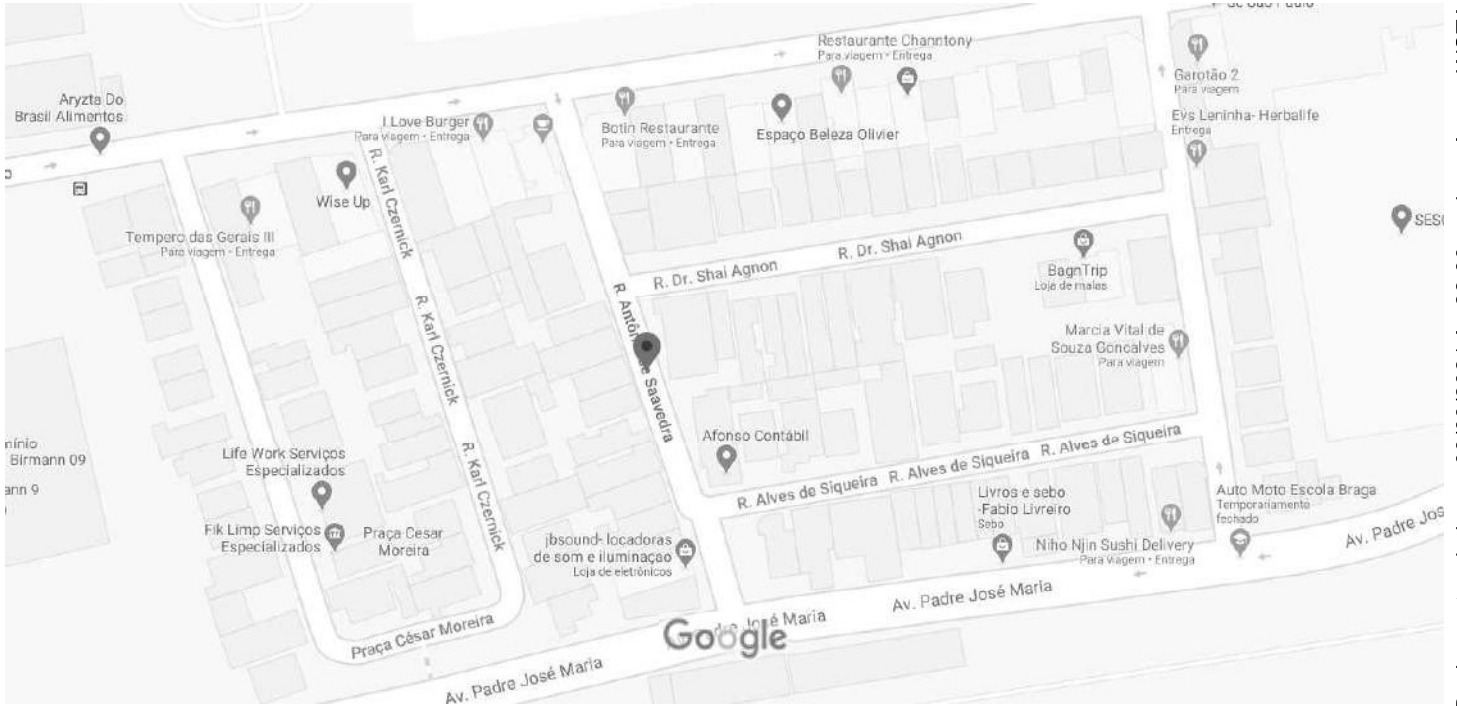 Restaurante Channtony
Para viagem • Entrega
Garotão 2
Para viagem
Aryzta Do
Brasil Alimentos
I Love Burger
Para viagem • Entrega
Botin Restaurante
Para viagem • Entrega
Espaço Beleza Olivier
Evs Leninha- Herbalife
Entrega
R. Karl Czernick
Wise Up
Tempero das Gerais III
Para viagem • Entrega
SESC
R. Dr. Shai Agnon
R. Dr. Shai Agnon
BagnTrip
Loja de malas
R. Karl Czernick
Saavedra
Marcia Vital de
Souza Goncalves
Para viagem
Afonso Contábil
Birmann 09
Life Work Serviços
Especializados
R. Karl Czernick
R. Alves de Siqueira
R. Alves de Siqueira
R. Alves de Siqueira
Livros e sebo
-Fabio Livreiro
Sebo
Auto Moto Escola Braga
Temporariamente
fechado
Fik Limp Serviços
Especializados
Praça Cesar
Moreira
jbsound- locadoras
de som e iluminaçao
Loja de eletrônicos
Niho Njin Sushi Delivery
Para viagem • Entrega
Av. Padre Jos
Av. Padre José Maria
José Maria
Praça César Moreira
Google
Av. Padre José Maria